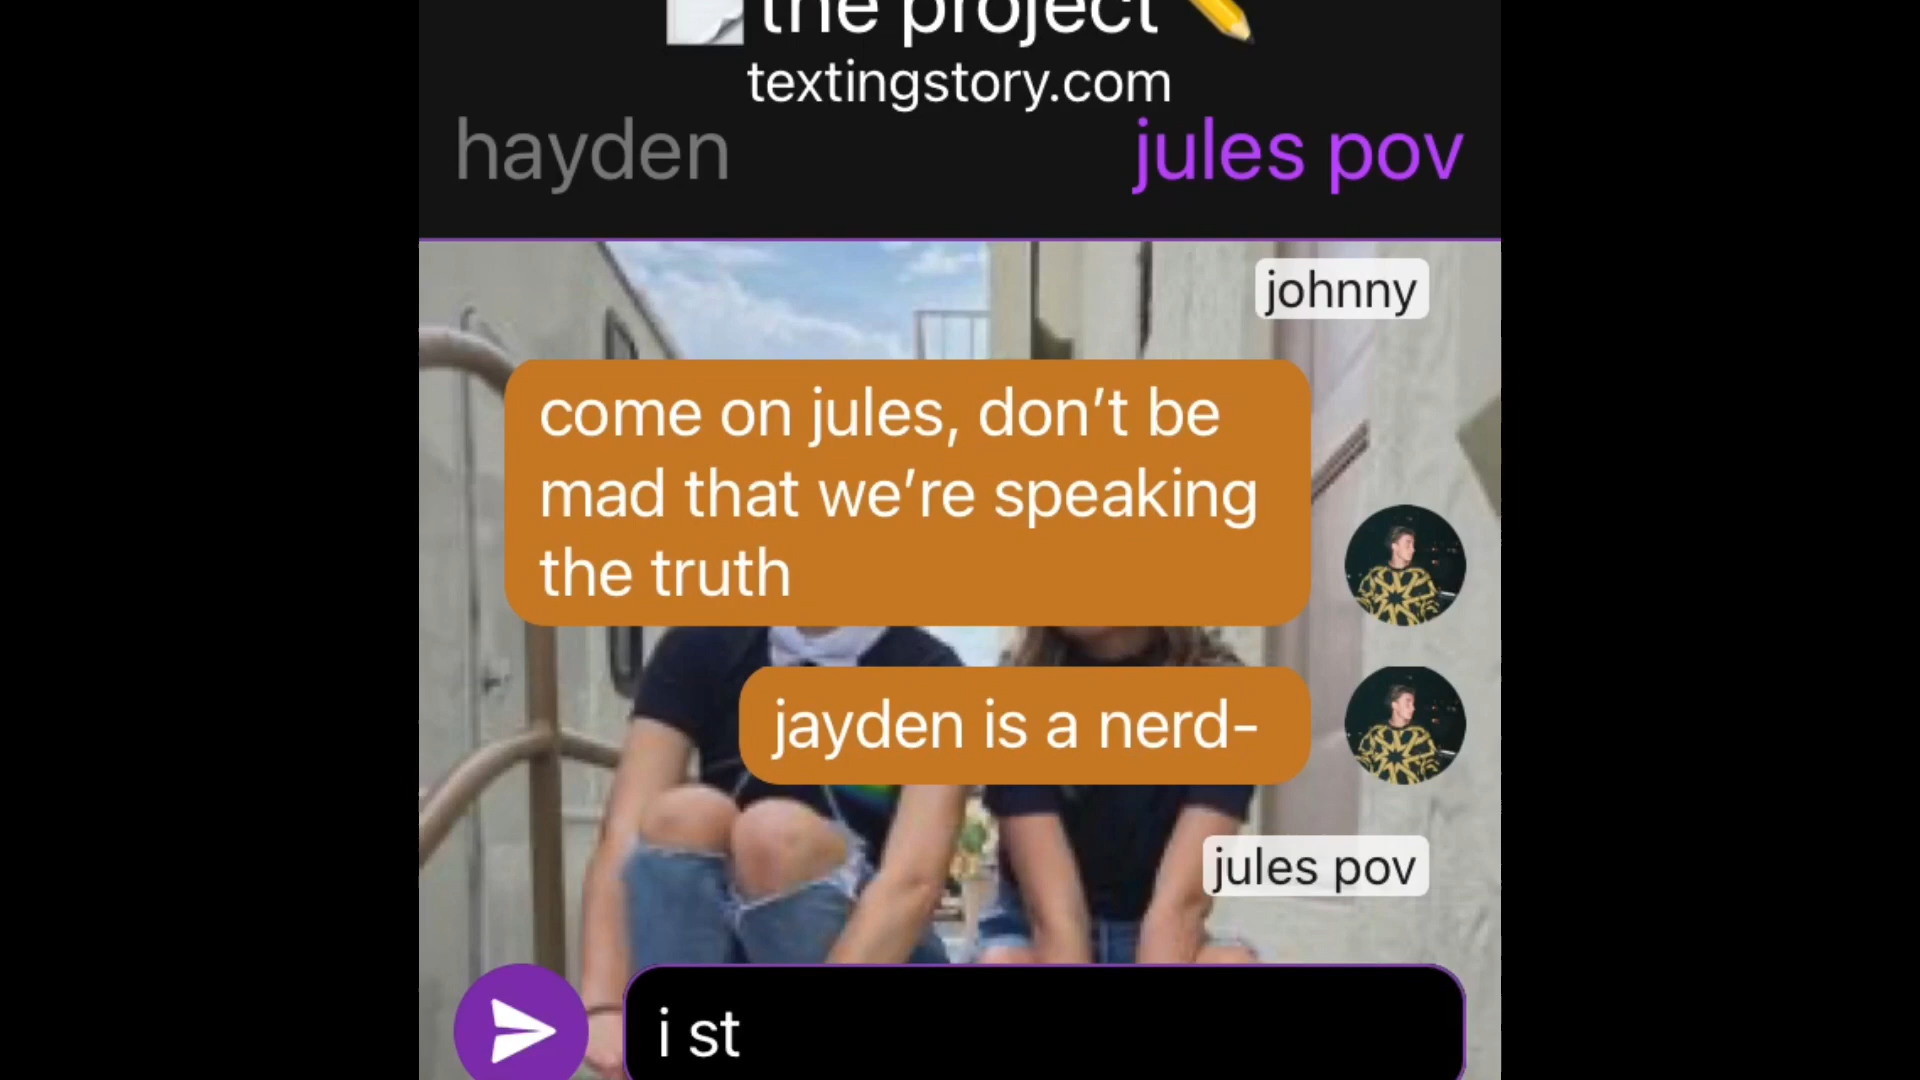 the project
textingstory.com
hayden
jules pov
johnny
come on jules, don’t be
mad that we’re speaking
the truth
jayden is a nerd-
jules pov
i st